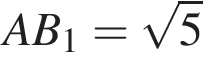 AB₁ = √5